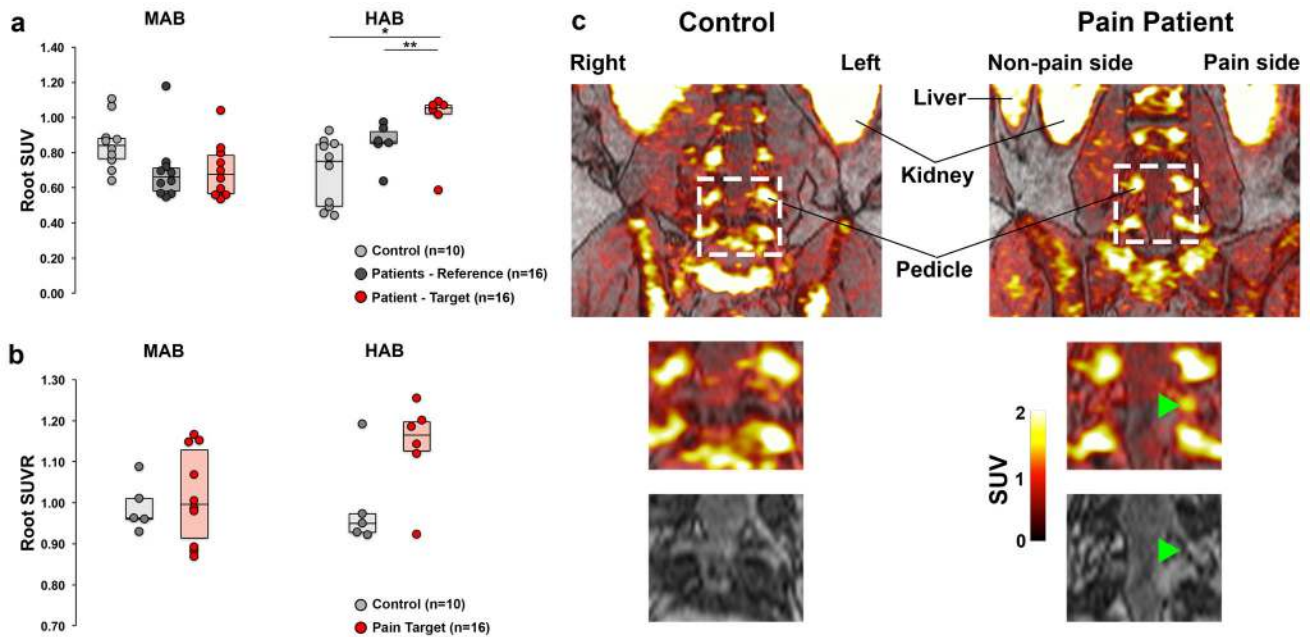 a
MAB
HAB
*
**
Root SUV
1.40
1.20
1.00
0.80
0.60
0.40
0.20
0.00
Control (n=10)
Patients - Reference (n=16)
Patient - Target (n=16)
b
MAB
HAB
Root SUVR
1.30
1.20
1.10
1.00
0.90
0.80
0.70
Control (n=10)
Pain Target (n=16)
c
Control
Pain Patient
Right
Left
Non-pain side
Pain side
Liver
Kidney
Pedicle
SUV
2
1
0